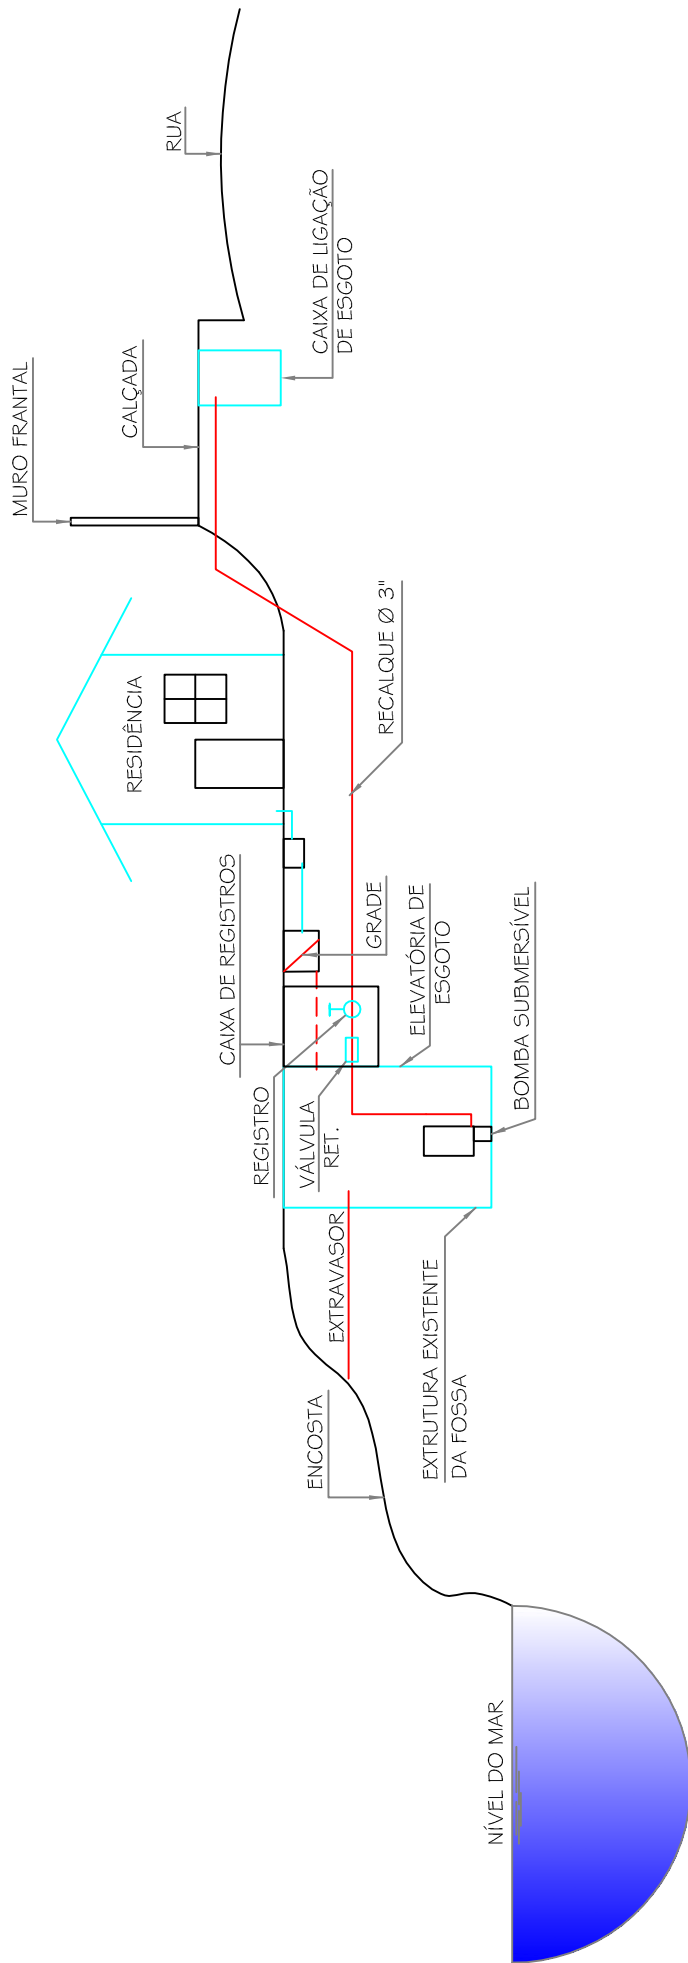 NÍVEL DO MAR
ENCOSTA
EXTRAVASOR
EXTRUTURA EXISTENTE
DA FOSSA
REGISTRO
VÁLVULA
RET.
CAIXA DE REGISTROS
GRADE
ELEVATÓRIA DE
ESGOTO
BOMBA SUBMERSÍVEL
RESIDÊNCIA
RECALQUE Ø 3"
MURO FRANTAL
CALÇADA
CAIXA DE LIGAÇÃO
DE ESGOTO
RUA